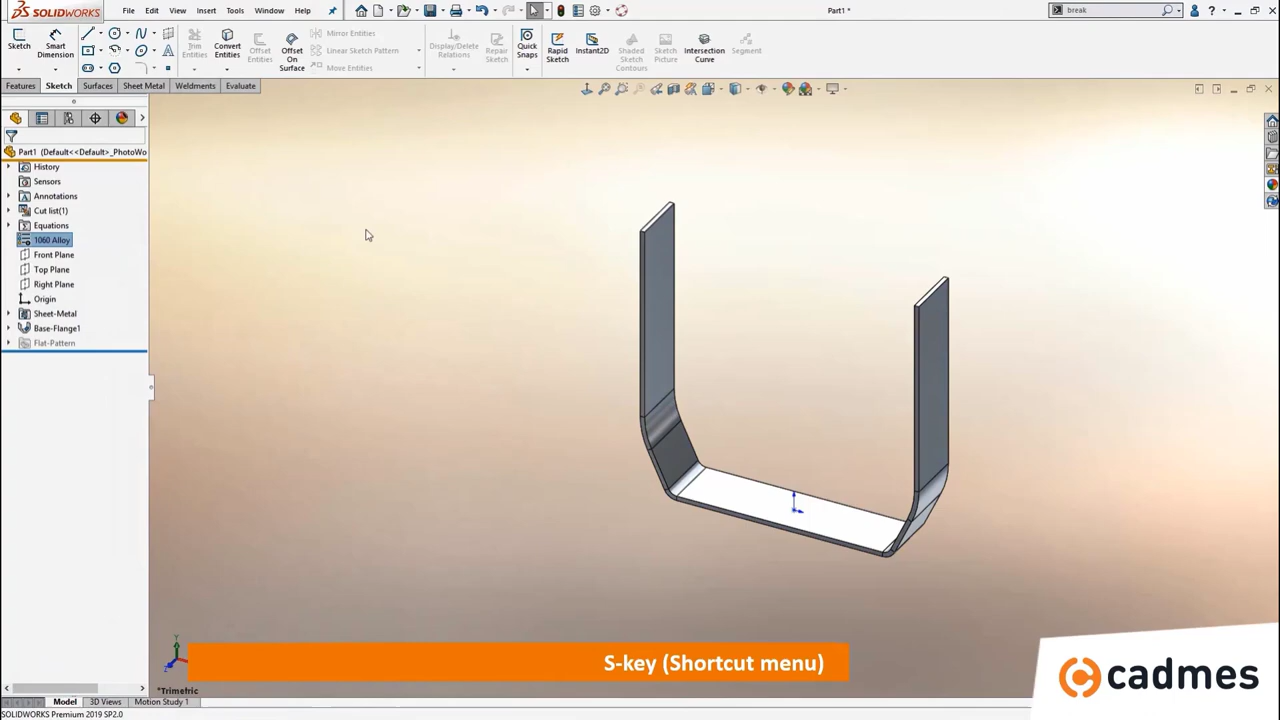 SOLIDWORKS
File
Edit
View
Insert
Tools
Window
Help
Part1 *
break
Sketch
Smart Dimension
Trim Entities
Convert Entities
Offset Entities
Offset On Surface
Mirror Entities
Linear Sketch Pattern
Move Entities
Display/Delete Relations
Repair Sketch
Quick Snaps
Rapid Sketch
Instant2D
Shaded Sketch Contours
Sketch Picture
Intersection Curve
Segment
Features
Sketch
Surfaces
Sheet Metal
Weldments
Evaluate
Part1 (Default<<Default>_PhotoWo
History
Sensors
Annotations
Cut list(1)
Equations
1060 Alloy
Front Plane
Top Plane
Right Plane
Origin
Sheet-Metal
Base-Flange1
Flat-Pattern
Y
S-key (Shortcut menu)
cadmes
*Trimetric
Model
3D Views
Motion Study 1
SOLIDWORKS Premium 2019 SP2.0